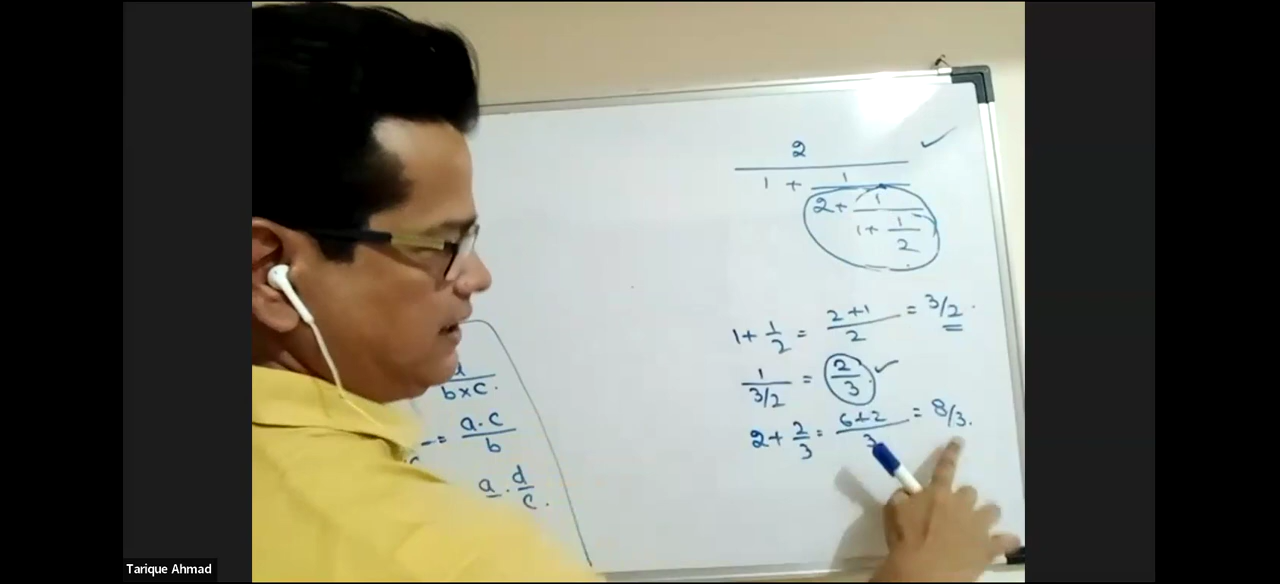 2
1 + 1
2 + 1
1 + 1
2
1 + 1/2 = 2+1/2 = 3/2
1/3/2 = 2/3
2 + 2/3 = 6+2/3 = 8/3.
b×c.
= a.c/b
a . d/c.
Tarique Ahmad